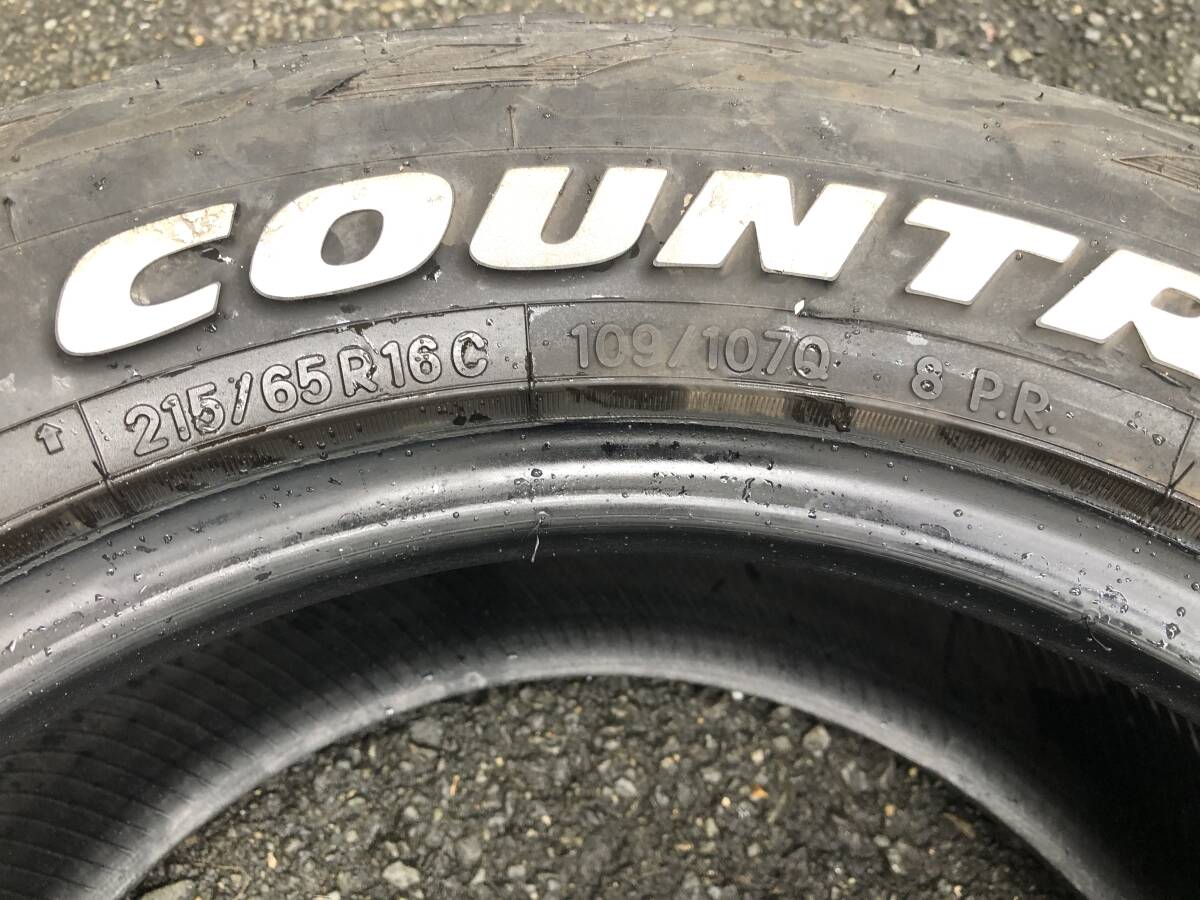 COUNTR
215/65R16C 109/107Q 8 P.R.